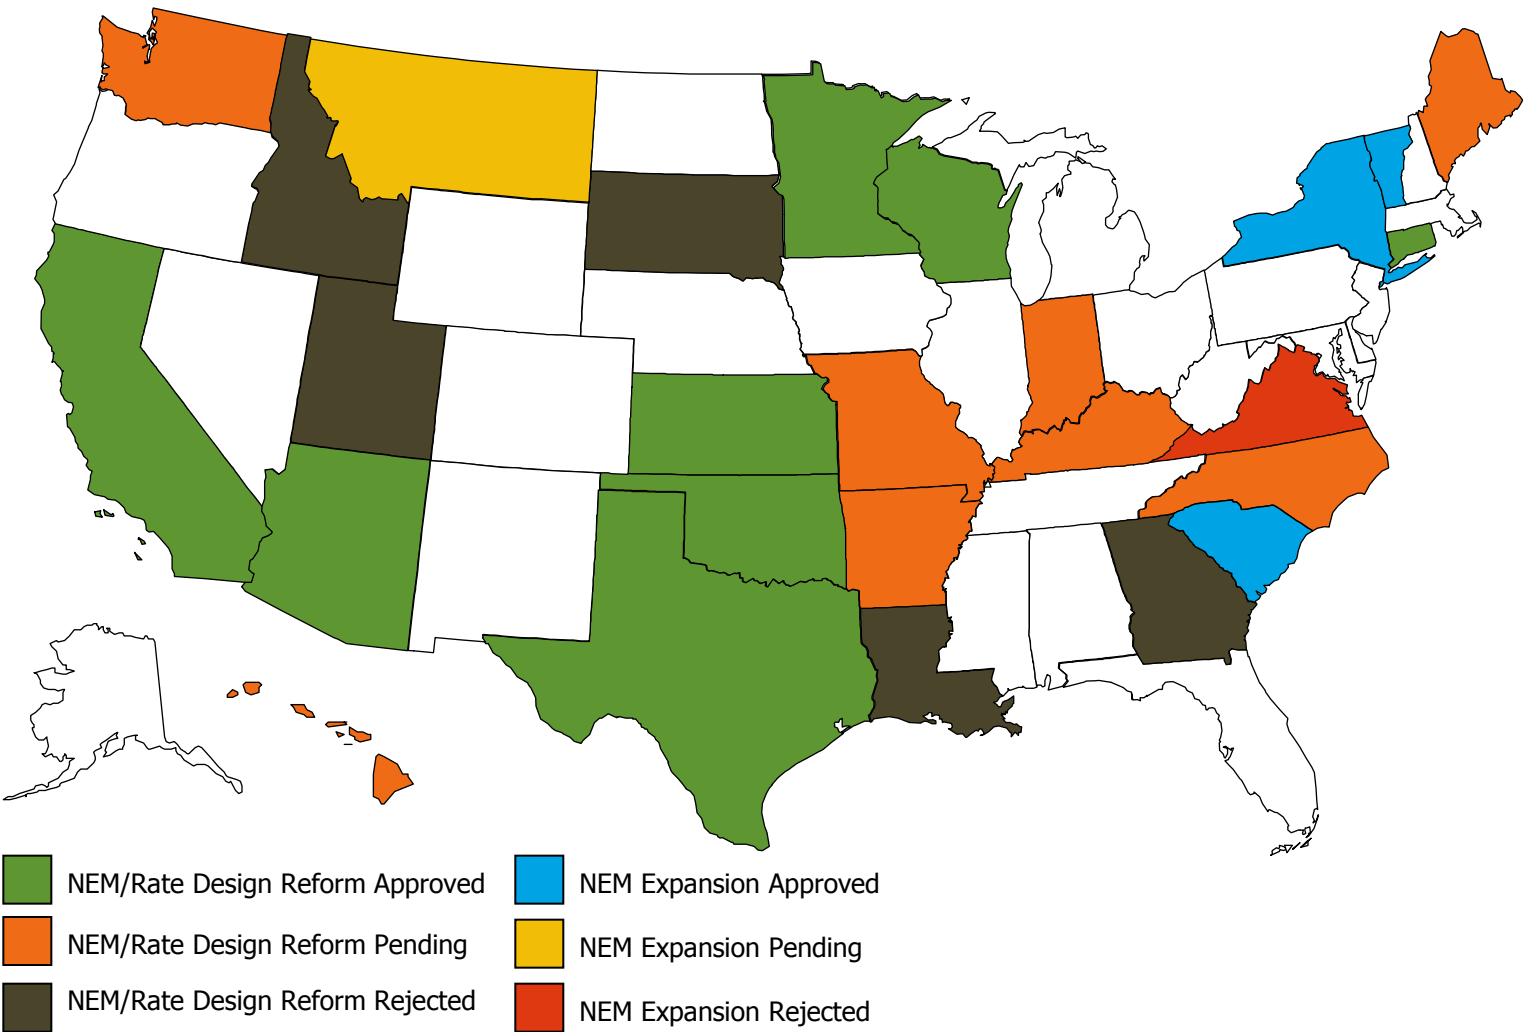 NEM/Rate Design Reform Approved
NEM/Rate Design Reform Pending
NEM/Rate Design Reform Rejected
NEM Expansion Approved
NEM Expansion Pending
NEM Expansion Rejected